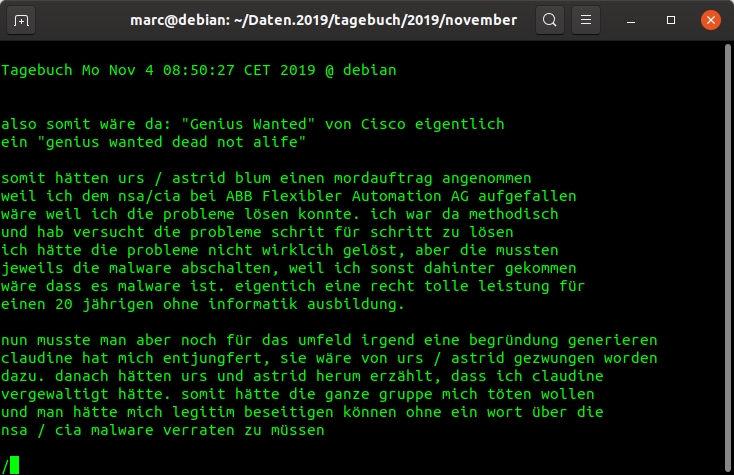 marc@debian: ~/Daten.2019/tagebuch/2019/november
Tagebuch Mo Nov 4 08:50:27 CET 2019 @ debian
also somit wäre da: "Genius Wanted" von Cisco eigentlich
ein "genius wanted dead not alife"
somit hätten urs / astrid blum einen mordauftrag angenommen
weil ich dem nsa/cia bei ABB Flexibler Automation AG aufgefallen
wäre weil ich die probleme lösen konnte. ich war da methodisch
und hab versucht die probleme schrit für schritt zu lösen
ich hätte die probleme nicht wirklcih gelöst, aber die mussten
jeweils die malware abschalten, weil ich sonst dahinter gekommen
wäre dass es malware ist. eigentich eine recht tolle leistung für
einen 20 jährigen ohne informatik ausbildung.
nun musste man aber noch für das umfeld irgend eine begründung generieren
claudine hat mich entjungfert, sie wäre von urs / astrid gezwungen worden
dazu. danach hätten urs und astrid herum erzählt, dass ich claudine
vergewaltigt hätte. somit hätte die ganze gruppe mich töten wollen
und man hätte mich legitim beseitigen können ohne ein wort über die
nsa / cia malware verraten zu müssen
/